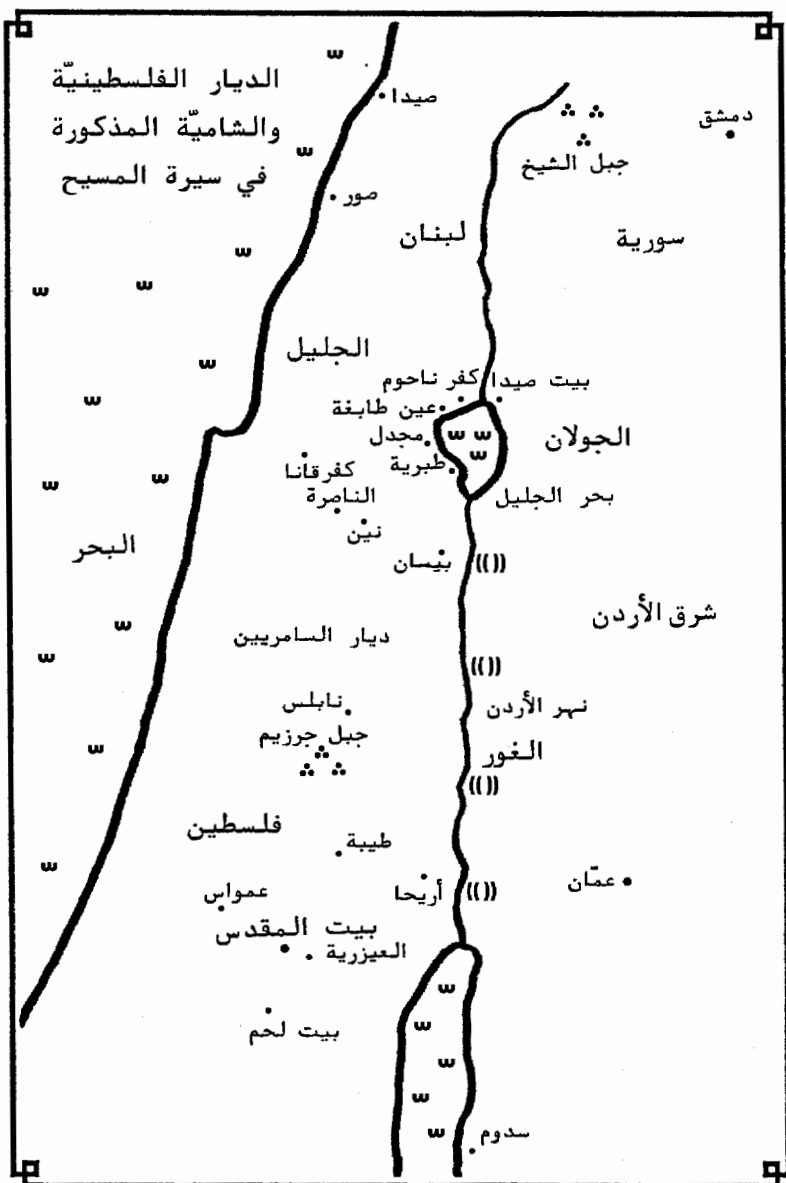 الديار الفلسطينيّة
والشاميّة المذكورة
في سيرة المسيح
صيدا
دمشق
جبل الشيخ
صور
لبنان
سورية
الجليل
بيت صيدا
كفر ناحوم
عين طابغة
الجولان
مجدل
طبرية
كفرقانا
الناصرة
بحر الجليل
نين
البحر
بيسان
شرق الأردن
ديار السامريين
نابلس
نهر الأردن
جبل جرزيم
الغور
فلسطين
طيبة
عمّان
أريحا
عمواس
بيت المقدس
العيزرية
بيت لحم
سدوم